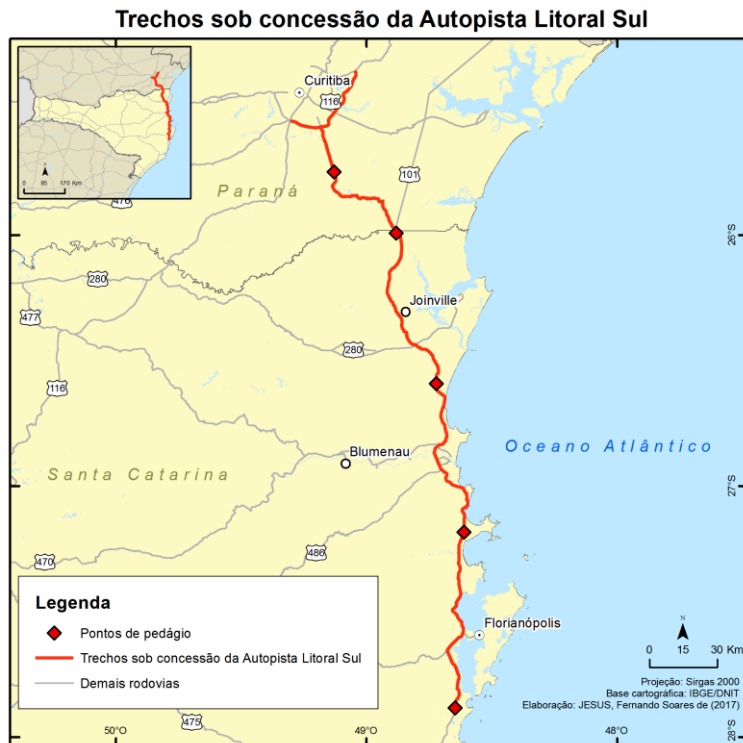 Trechos sob concessão da Autopista Litoral Sul
0 85 170 Km
Curitiba
116
101
Paraná
476
26°S
280
Joinville
477
280
116
Oceano Atlântico
Blumenau
Santa Catarina
27°S
486
470
Legenda
Pontos de pedágio
Trechos sob concessão da Autopista Litoral Sul
Demais rodovias
Florianópolis
N
0 15 30 Km
Projeção: Sirgas 2000
Base cartográfica: IBGE/DNIT
Elaboração: JESUS, Fernando Soares de (2017)
475
50°O
49°O
48°O
28°S